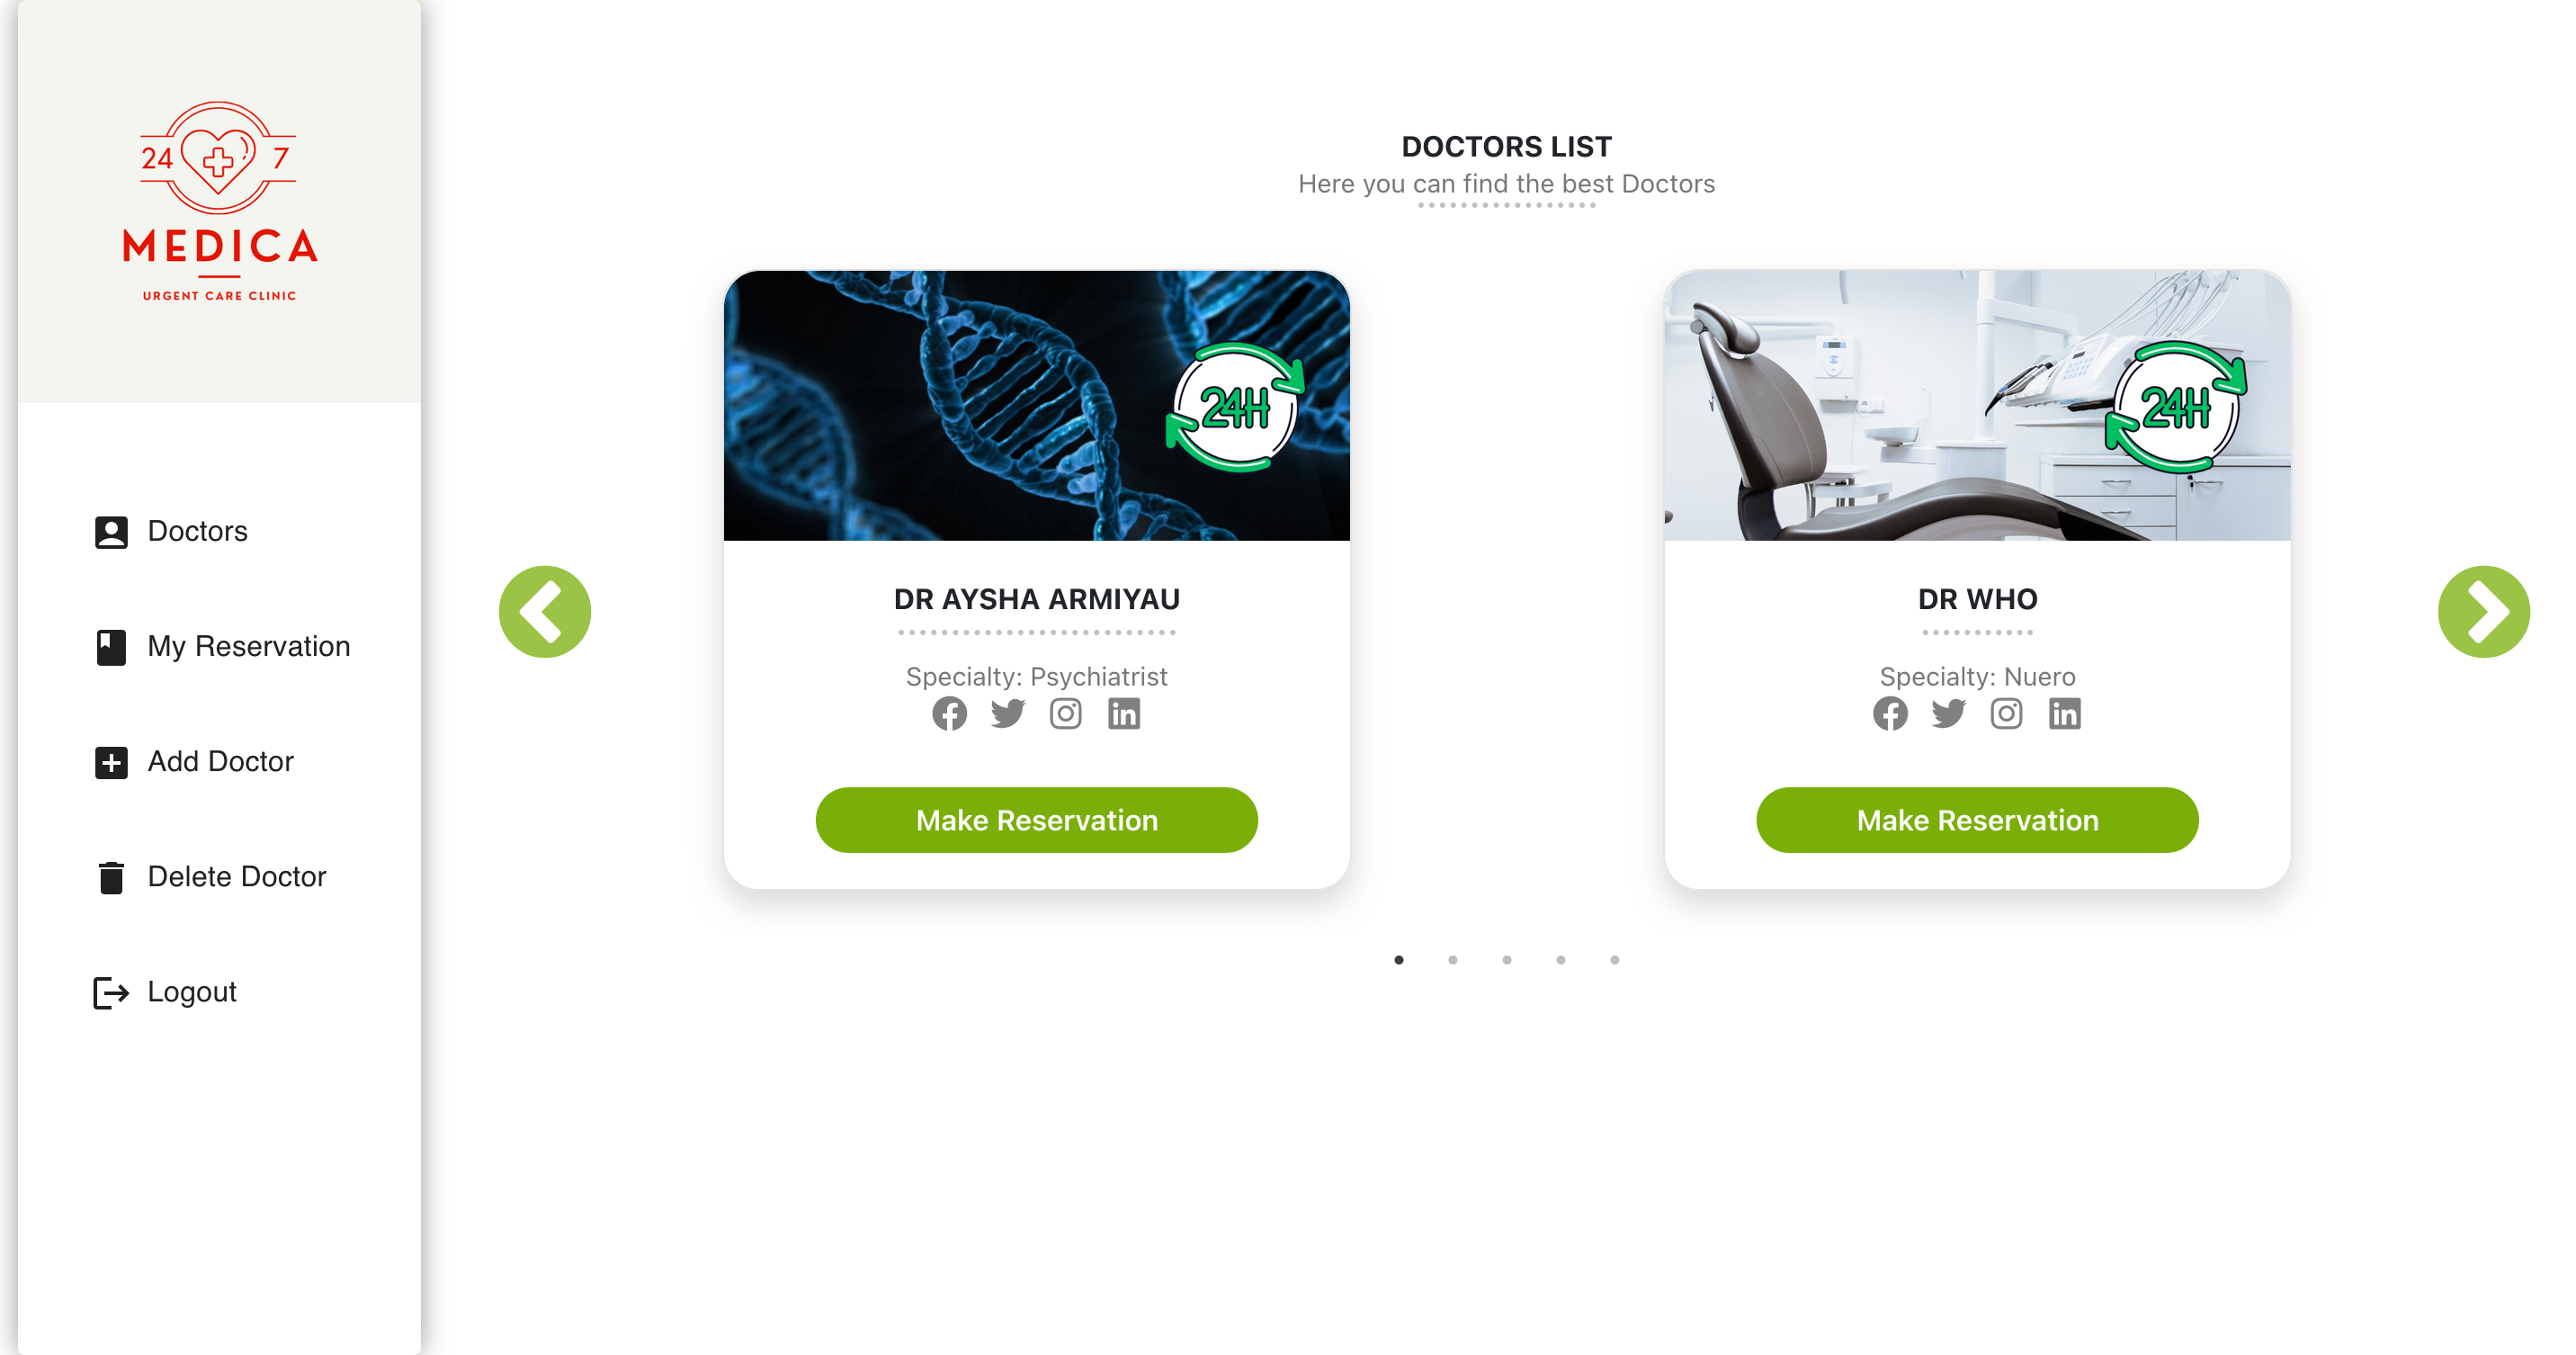 24 7
MEDICA
URGENT CARE CLINIC
Doctors
My Reservation
Add Doctor
Delete Doctor
Logout
DOCTORS LIST
Here you can find the best Doctors
24H
DR AYSHA ARMIYAU
Specialty: Psychiatrist
Make Reservation
24H
DR WHO
Specialty: Nuero
Make Reservation